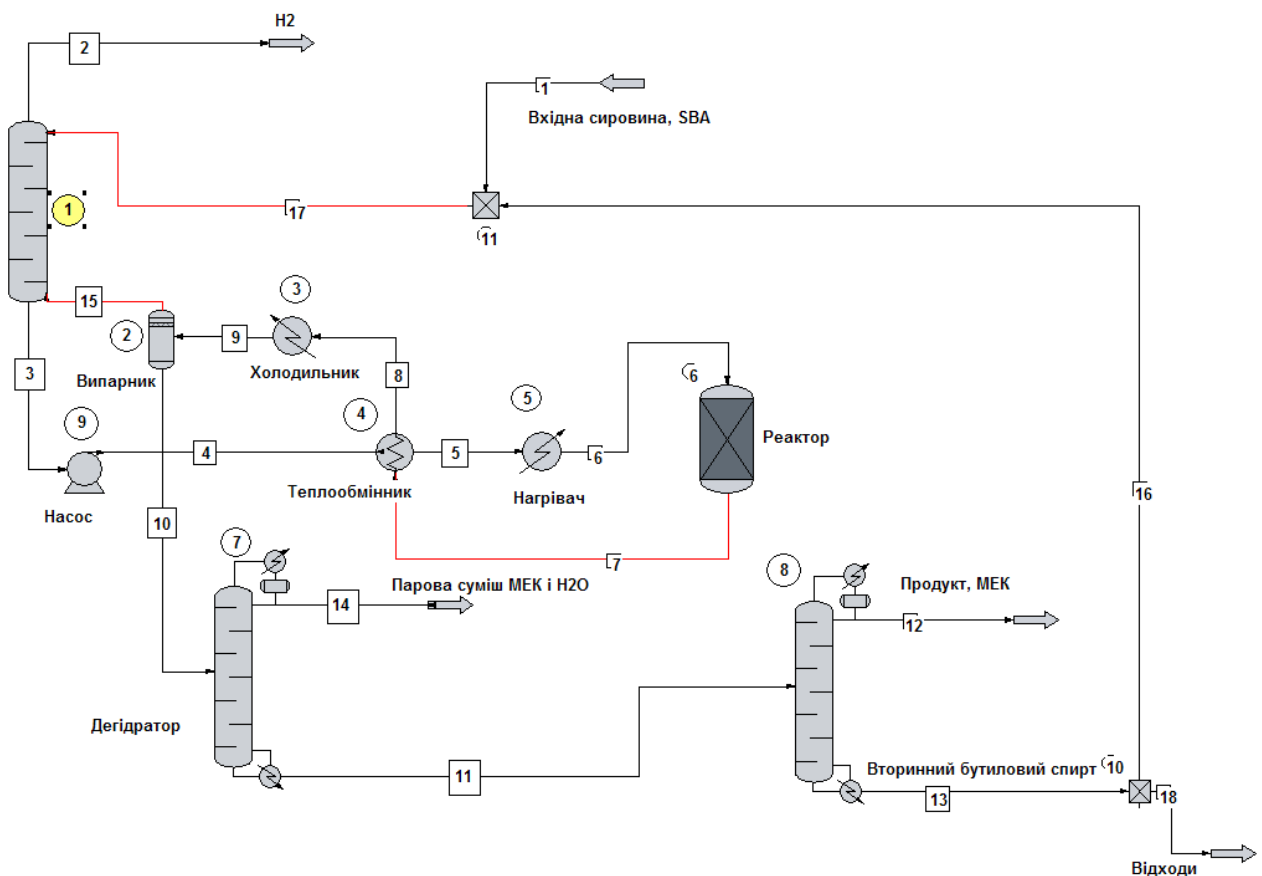 H2
2
1
Вхідна сировина, SBA
1
17
11
3
15
2
9
Холодильник
Випарник
3
8
4
5
6
9
4
5
6
Реактор
Теплообмінник
Нагрівач
Насос
16
10
7
7
8
Парова суміш МЕК і H2O
Продукт, МЕК
14
12
Дегідратор
Вторинний бутиловий спирт
10
11
13
18
Відходи